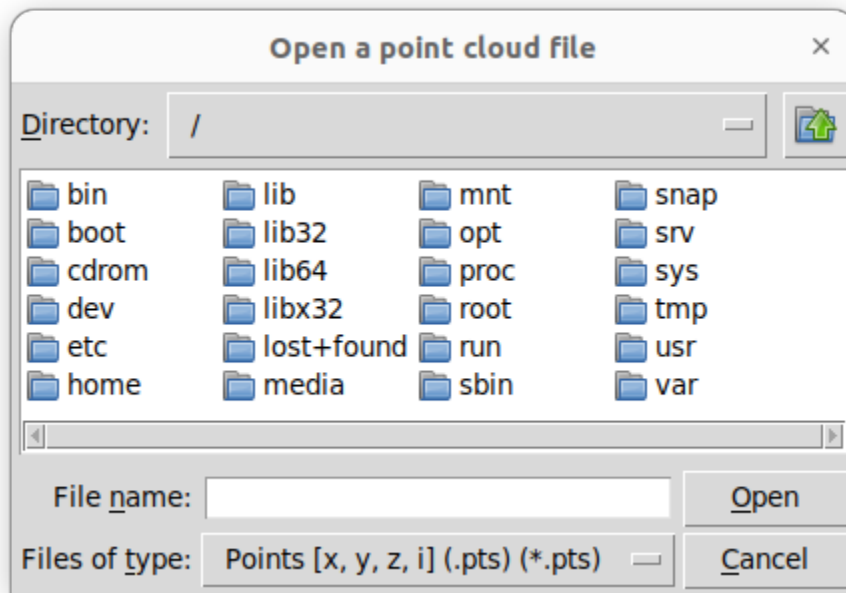 Open a point cloud file ×
Directory: /
bin lib mnt snap
boot lib32 opt srv
cdrom lib64 proc sys
dev libx32 root tmp
etc lost+found run usr
home media sbin var
File name: Open
Files of type: Points [x, y, z, i] (.pts) (*.pts) Cancel